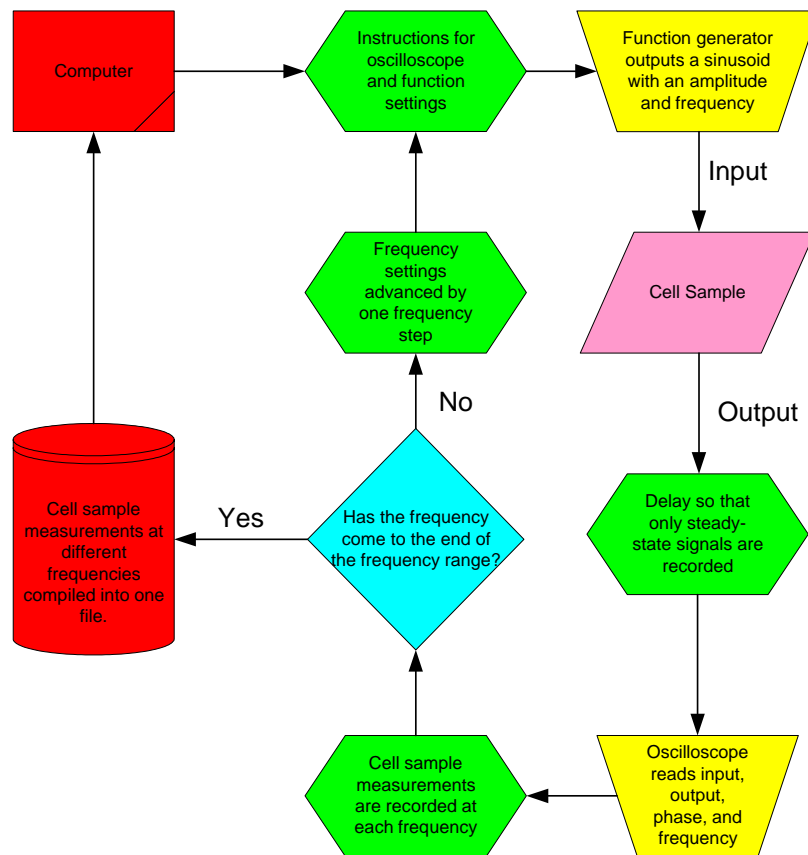 Computer
Instructions for
oscilloscope
and function
settings
Function generator
outputs a sinusoid
with an amplitude
and frequency
Input
Cell Sample
Output
Delay so that
only steady-
state signals are
recorded
Oscilloscope
reads input,
output,
phase, and
frequency
Cell sample
measurements
are recorded at
each frequency
Has the frequency
come to the end of
the frequency range?
No
Frequency
settings
advanced by
one frequency
step
Yes
Cell sample
measurements at
different
frequencies
compiled into one
file.